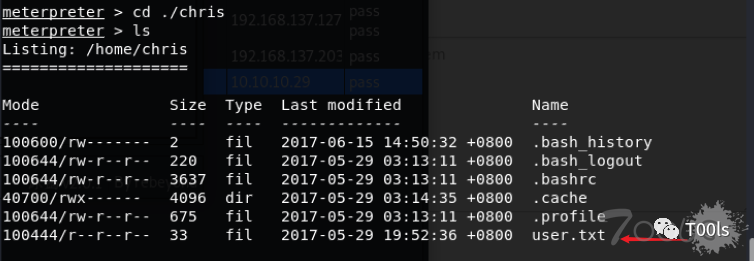 meterpreter > cd ./chris
meterpreter > ls
Listing: /home/chris
====================
Mode Size Type Last modified Name
---- ---- ---- ------------- ----
100600/rw------- 2 fil 2017-06-15 14:50:32 +0800 .bash_history
100644/rw-r--r-- 220 fil 2017-05-29 03:13:11 +0800 .bash_logout
100644/rw-r--r-- 3637 fil 2017-05-29 03:13:11 +0800 .bashrc
40700/rwx------ 4096 dir 2017-05-29 03:14:35 +0800 .cache
100644/rw-r--r-- 675 fil 2017-05-29 03:13:11 +0800 .profile
100444/r--r--r-- 33 fil 2017-05-29 19:52:36 +0800 user.txt
pass
192.168.137.127 pass
192.168.137.203 pass
10.10.10.29 pass
T00ls